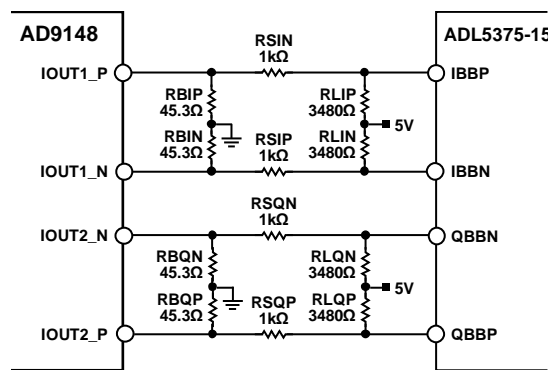 AD9148
ADL5375-15
RSIN
1kΩ
IOUT1_P
IBBP
RBIP
45.3Ω
RLIP
3480Ω
5V
RBIN
45.3Ω
RSIP
1kΩ
RLIN
3480Ω
IOUT1_N
IBBN
RSQN
1kΩ
IOUT2_N
QBBN
RBQN
45.3Ω
RLQN
3480Ω
5V
RBQP
45.3Ω
RSQP
1kΩ
RLQP
3480Ω
IOUT2_P
QBBP